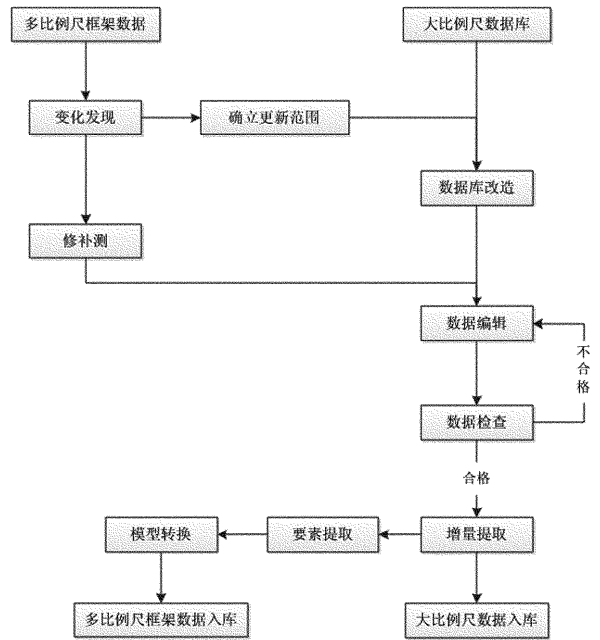 多比例尺框架数据
大比例尺数据库
变化发现
确立更新范围
数据库改造
修补测
数据编辑
不合格
数据检查
合格
模型转换
要素提取
增量提取
多比例尺框架数据入库
大比例尺数据入库